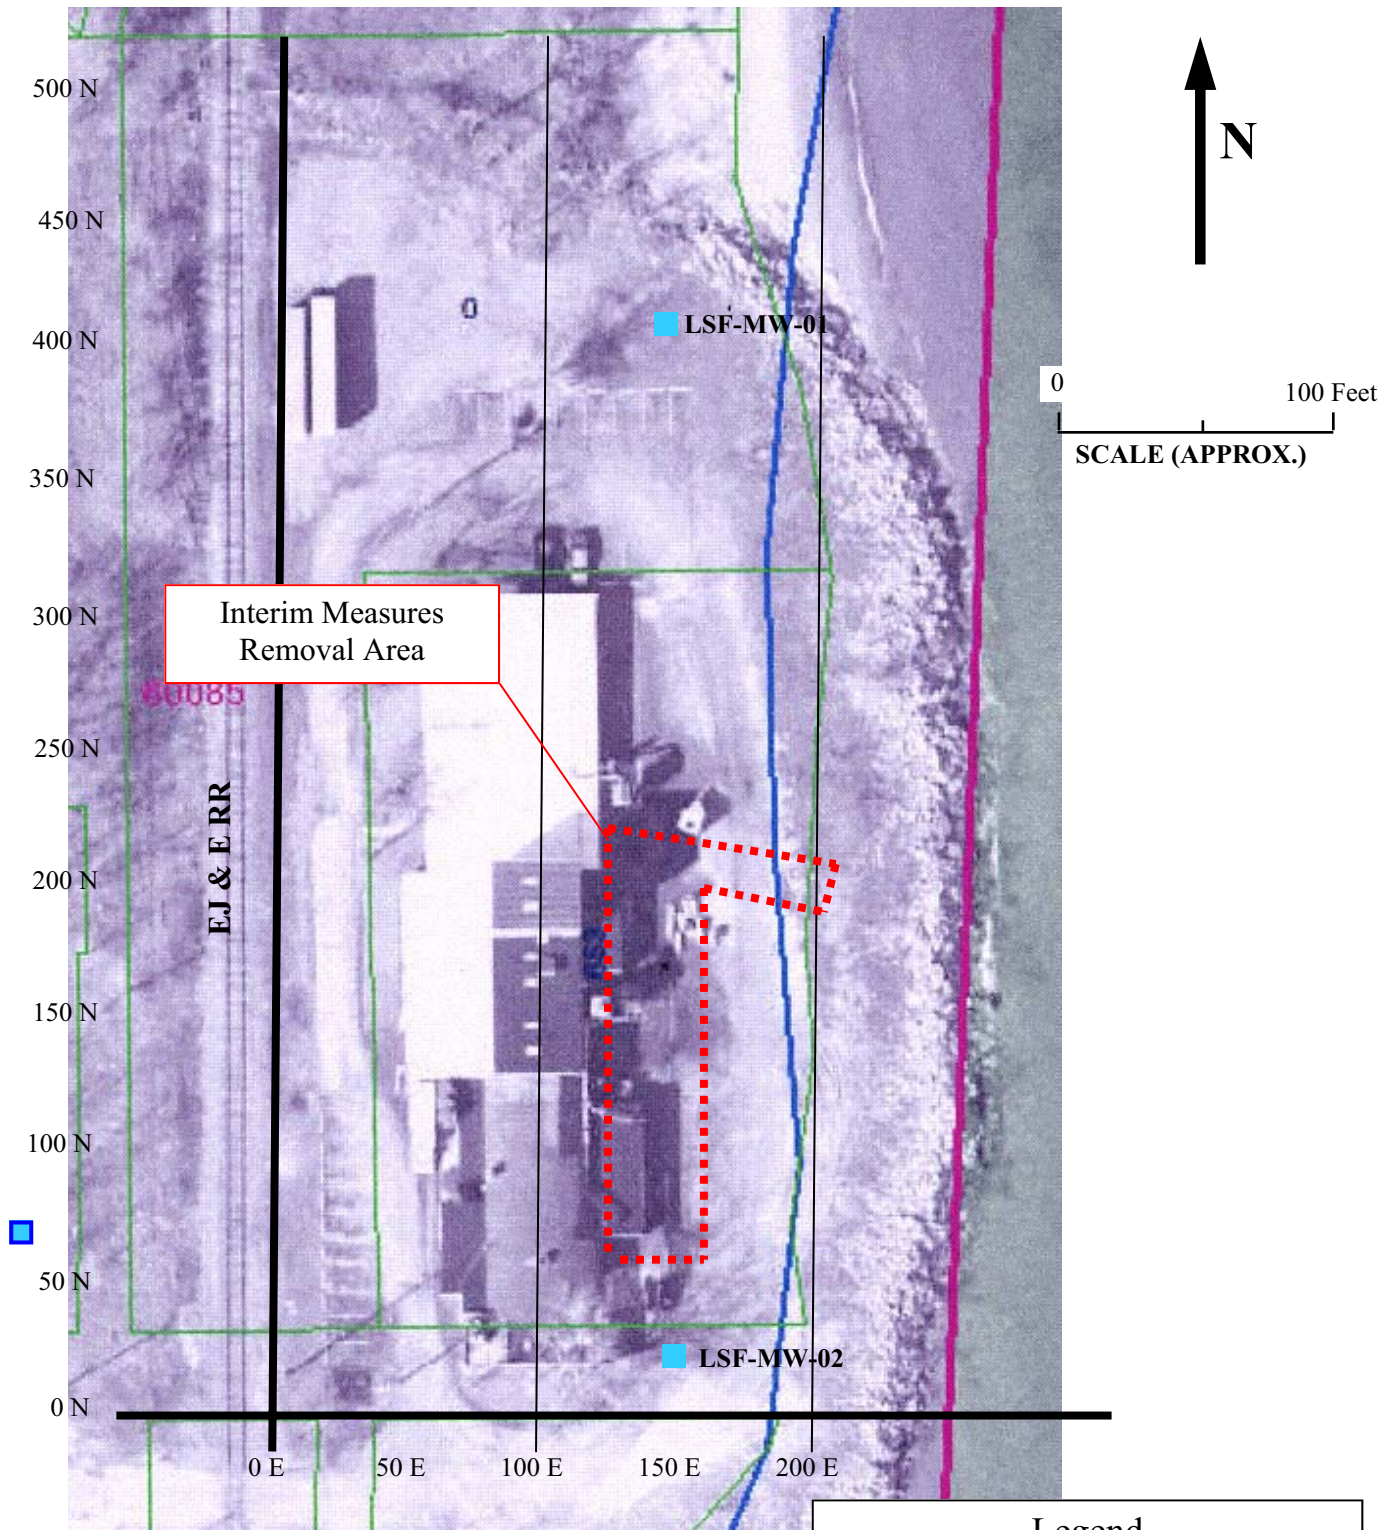 500 N
N
450 N
0
LSF-MW-01
400 N
0
100 Feet
SCALE (APPROX.)
350 N
300 N
Interim Measures
Removal Area
60085
250 N
EJ & E RR
200 N
150 N
100 N
50 N
LSF-MW-02
0 N
0 E
50 E
100 E
150 E
200 E
Legend